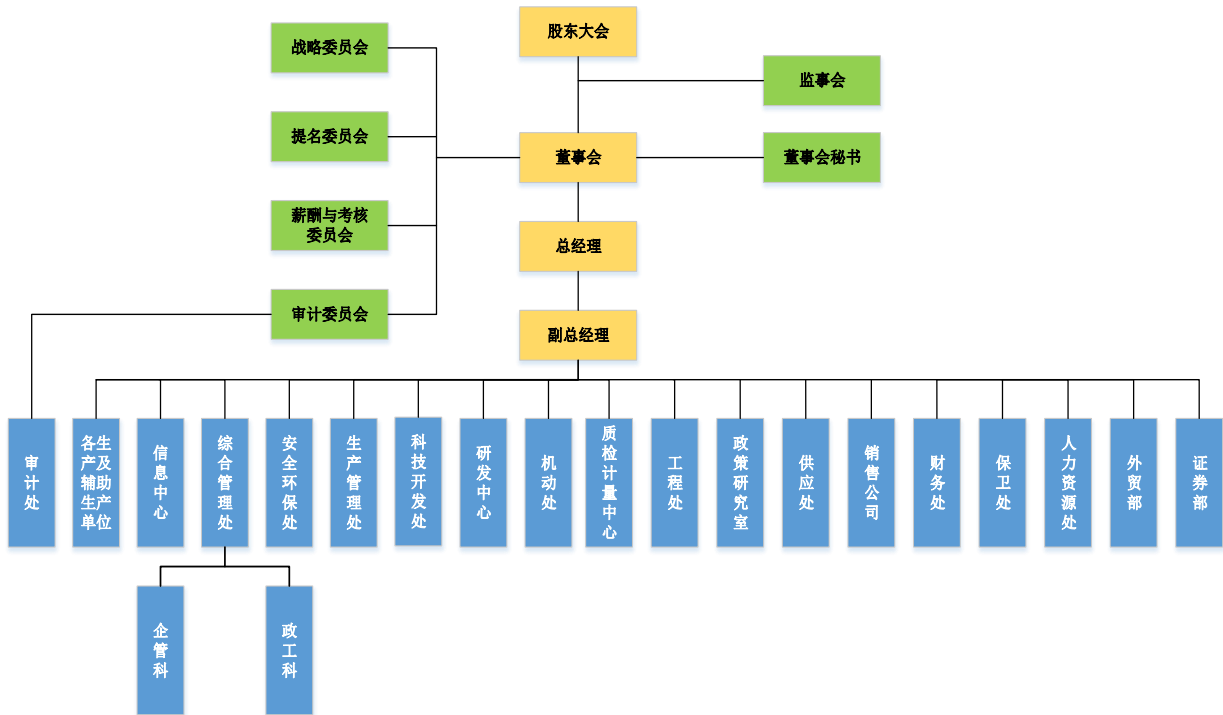 股东大会
战略委员会
监事会
提名委员会
董事会
董事会秘书
薪酬与考核
委员会
总经理
审计委员会
副总经理
审计处
各生产及辅助生产单位
信息中心
综合管理处
安全环保处
生产管理处
科技开发处
研发中心
机动处
质检计量中心
工程处
政策研究室
供应处
销售公司
财务处
保卫处
人力资源处
外贸部
证券部
企管科
政工科